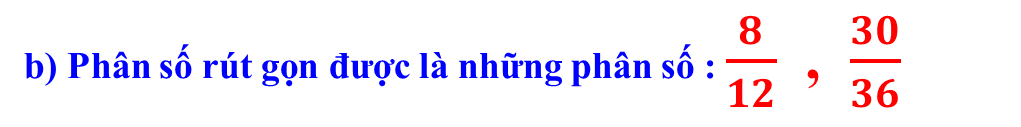 b) Phân số rút gọn được là những phân số : 8/12 , 30/36